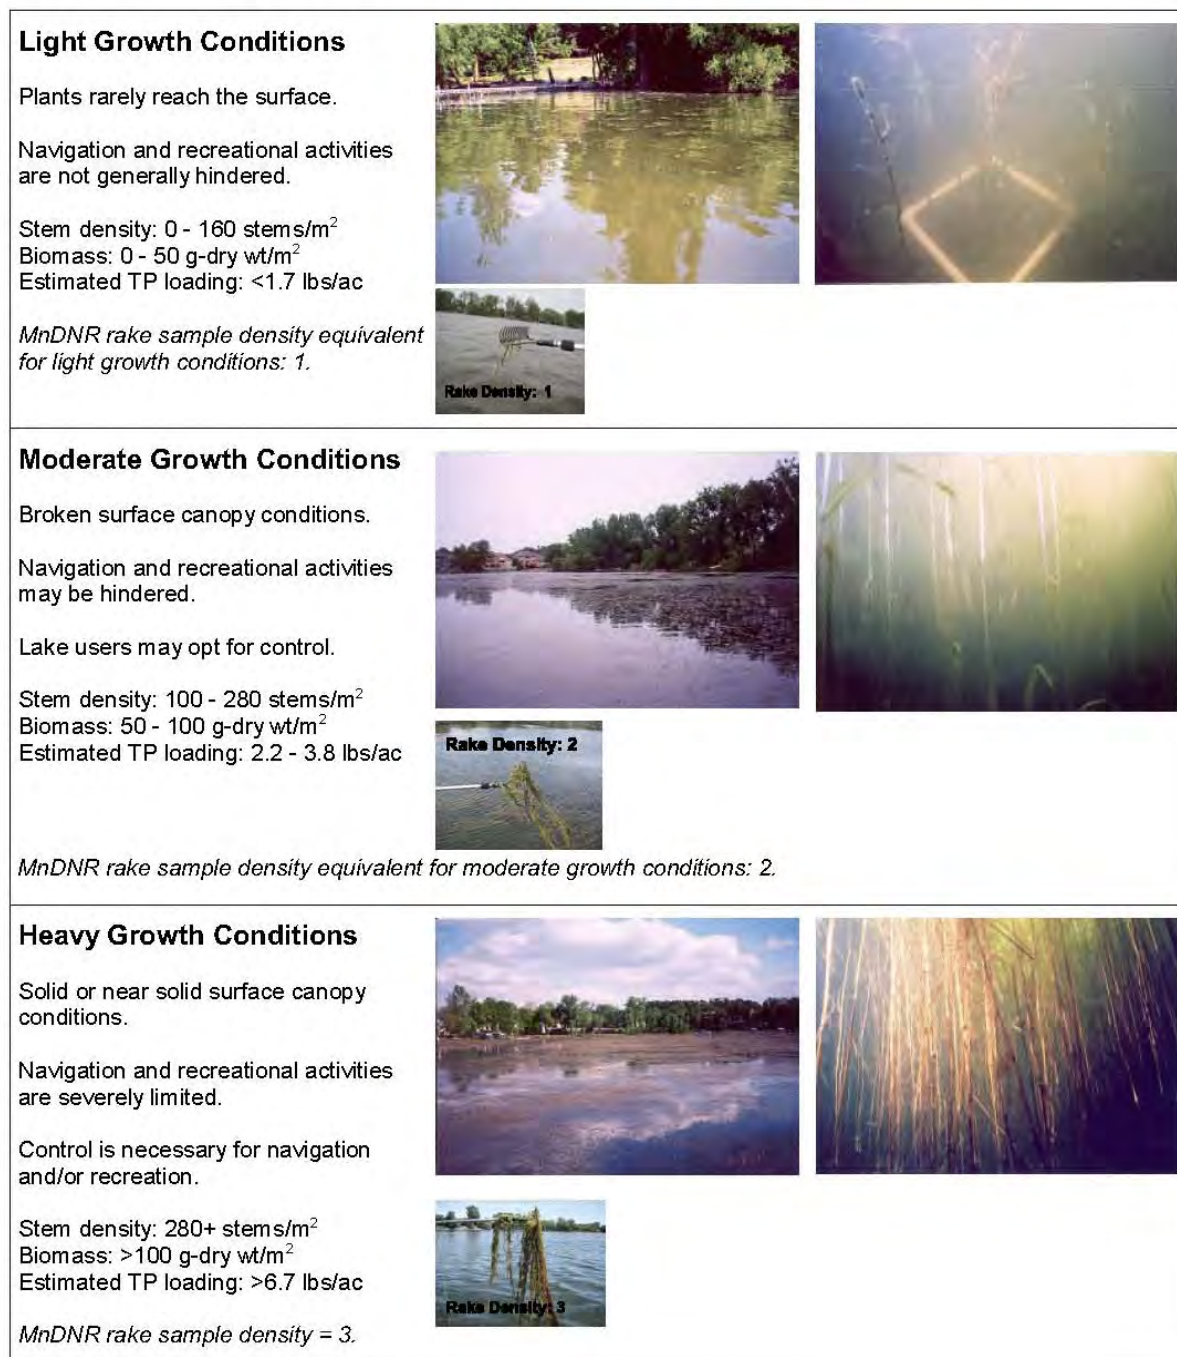 Light Growth Conditions
Plants rarely reach the surface.
Navigation and recreational activities
are not generally hindered.
Stem density: 0 - 160 stems/m²
Biomass: 0 - 50 g-dry wt/m²
Estimated TP loading: <1.7 lbs/ac
MnDNR rake sample density equivalent
for light growth conditions: 1.
Rake Density: 1
Moderate Growth Conditions
Broken surface canopy conditions.
Navigation and recreational activities
may be hindered.
Lake users may opt for control.
Stem density: 100 - 280 stems/m²
Biomass: 50 - 100 g-dry wt/m²
Estimated TP loading: 2.2 - 3.8 lbs/ac
Rake Density: 2
MnDNR rake sample density equivalent for moderate growth conditions: 2.
Heavy Growth Conditions
Solid or near solid surface canopy
conditions.
Navigation and recreational activities
are severely limited.
Control is necessary for navigation
and/or recreation.
Stem density: 280+ stems/m²
Biomass: >100 g-dry wt/m²
Estimated TP loading: >6.7 lbs/ac
MnDNR rake sample density = 3.
Rake Density: 3